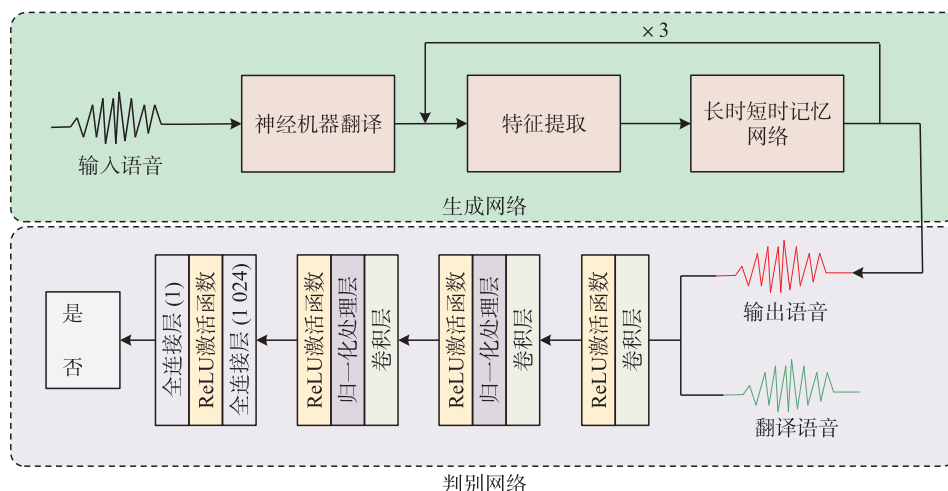 × 3
输入语音
神经机器翻译
特征提取
长时短时记忆
网络
生成网络
是
否
全连接层 (1)
ReLU激活函数
全连接层 (1 024)
ReLU激活函数
归一化处理层
卷积层
ReLU激活函数
归一化处理层
卷积层
ReLU激活函数
卷积层
输出语音
翻译语音
判别网络